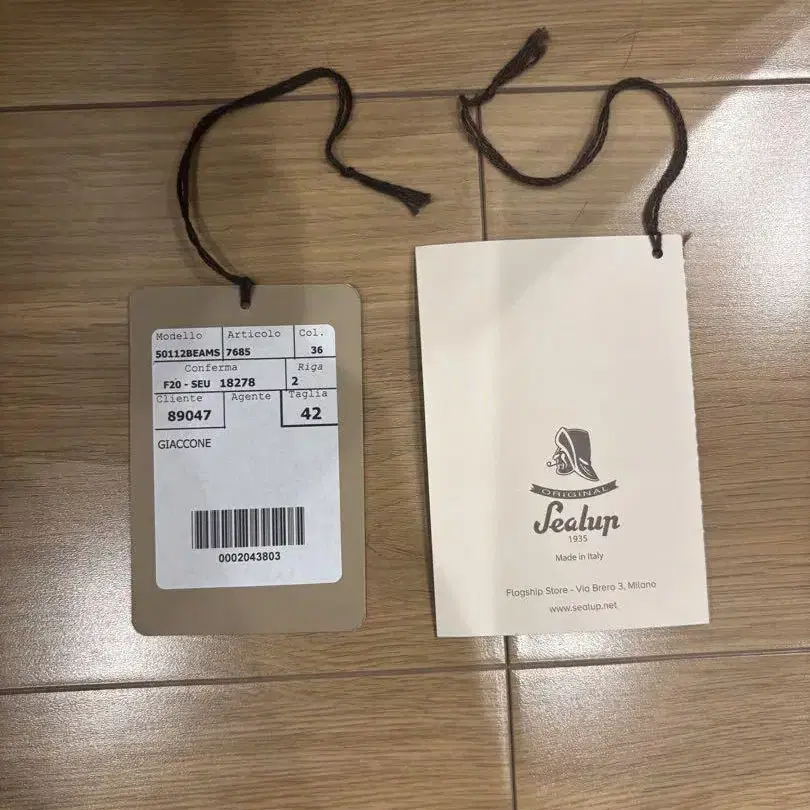 Modello Articolo Col.
50112BEAMS 7685 36
Conferma Riga
F20 - SEU 18278 2
Cliente Agente Taglia
89047 42
GIACCONE
0002043803
ORIGINAL
Sealup
1935
Made in Italy
Flagship Store - Via Brera 3, Milano
www.sealup.net